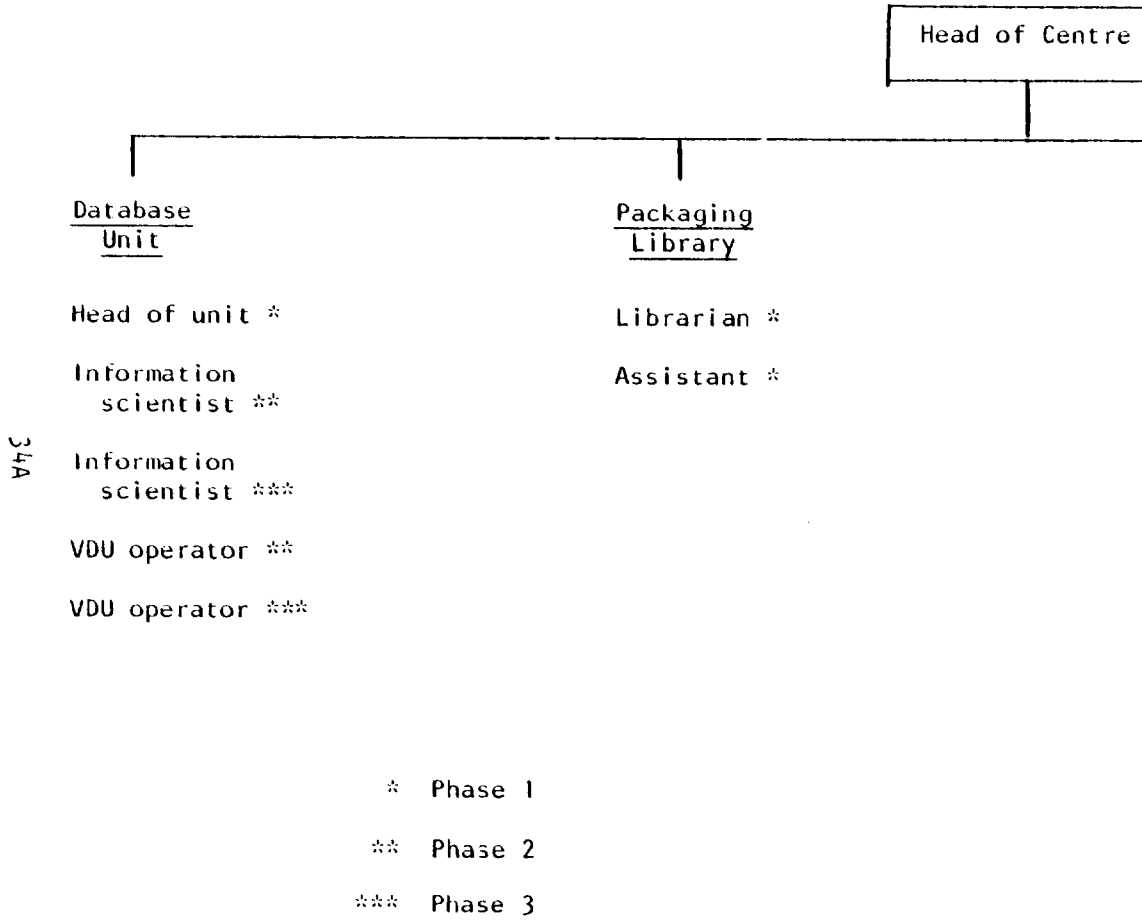 Head of Centre
Database
Unit
Head of unit *
Information
scientist **
Information
scientist ***
VDU operator **
VDU operator ***
Packaging
Library
Librarian *
Assistant *
34A
* Phase 1
** Phase 2
*** Phase 3